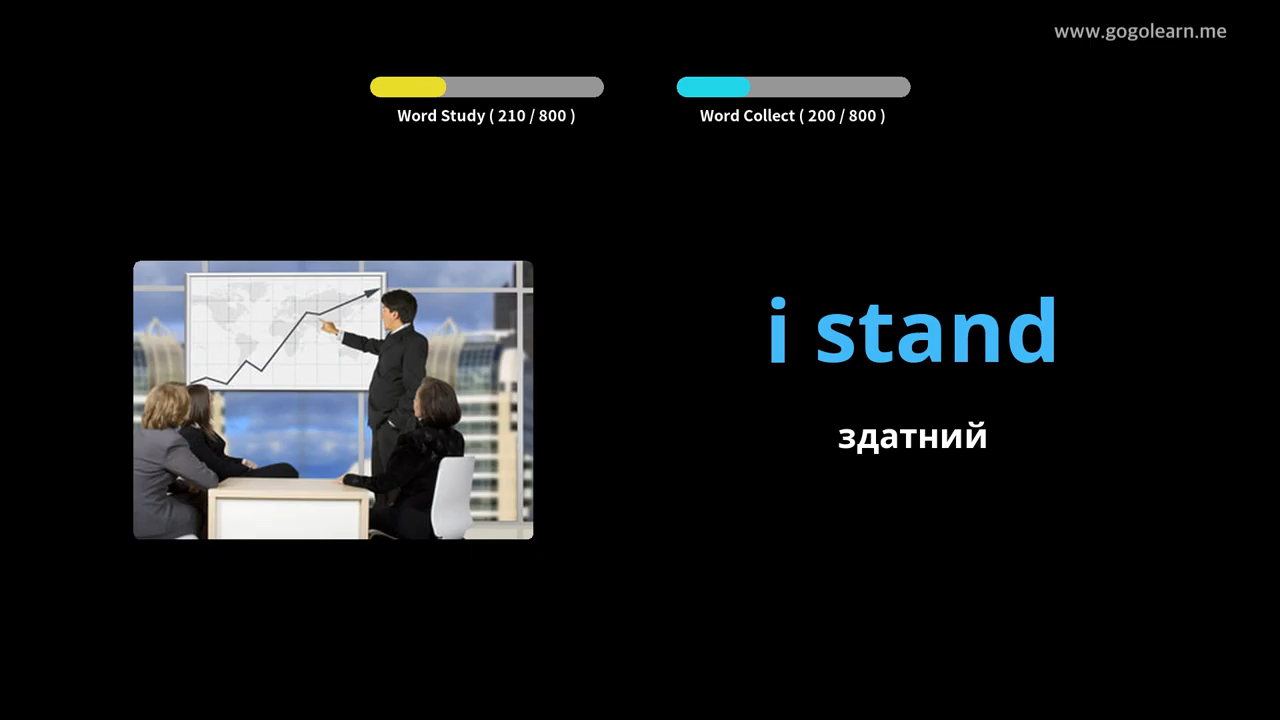 www.gogolearn.me
Word Study ( 210 / 800 )
Word Collect ( 200 / 800 )
i stand
здатний